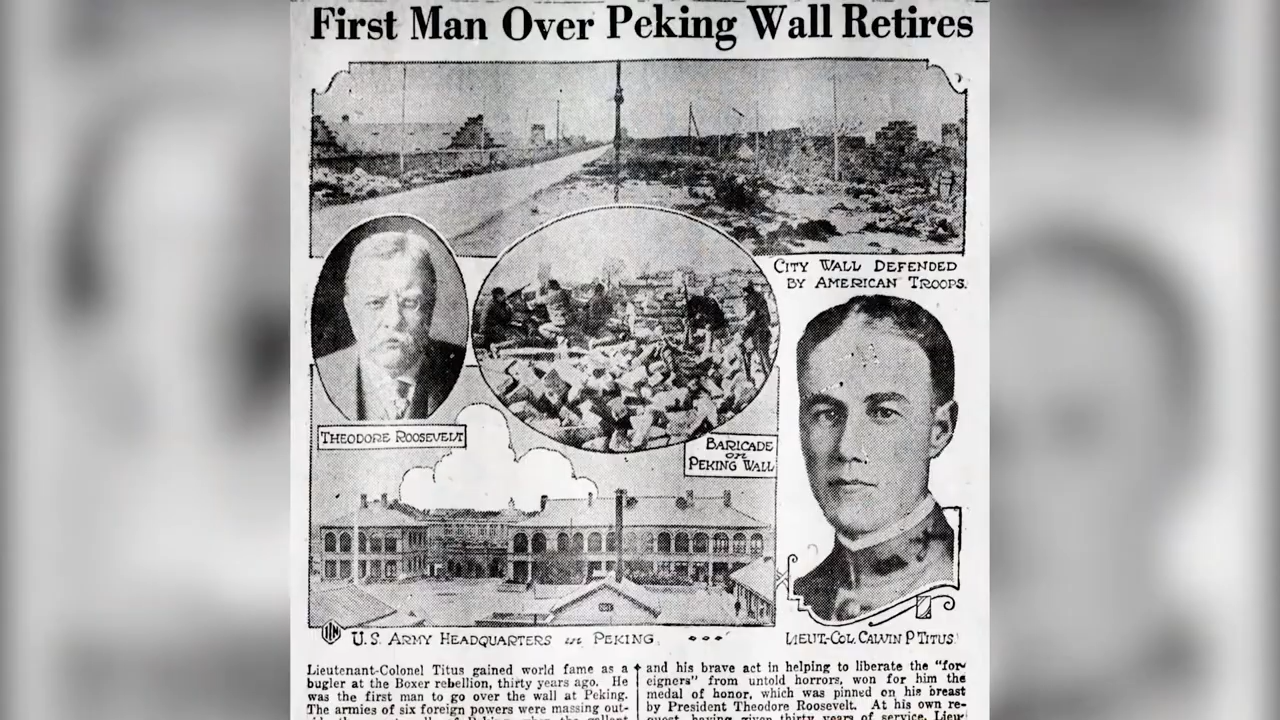 First Man Over Peking Wall Retires
CITY WALL DEFENDED
BY AMERICAN TROOPS.
THEODORE ROOSEVELT
BARICADE
on
PEKING WALL
U.S. ARMY HEADQUARTERS in PEKING.
LIEUT.-COL. CALVIN P. TITUS.
Lieutenant-Colonel Titus gained world fame as a
bugler at the Boxer rebellion, thirty years ago. He
was the first man to go over the wall at Peking.
The armies of six foreign powers were massing out-
and his brave act in helping to liberate the "for
eigners" from untold horrors, won for him the
medal of honor, which was pinned on his breast
by President Theodore Roosevelt. At his own re-
quest, having given thirty years of service, Lieut